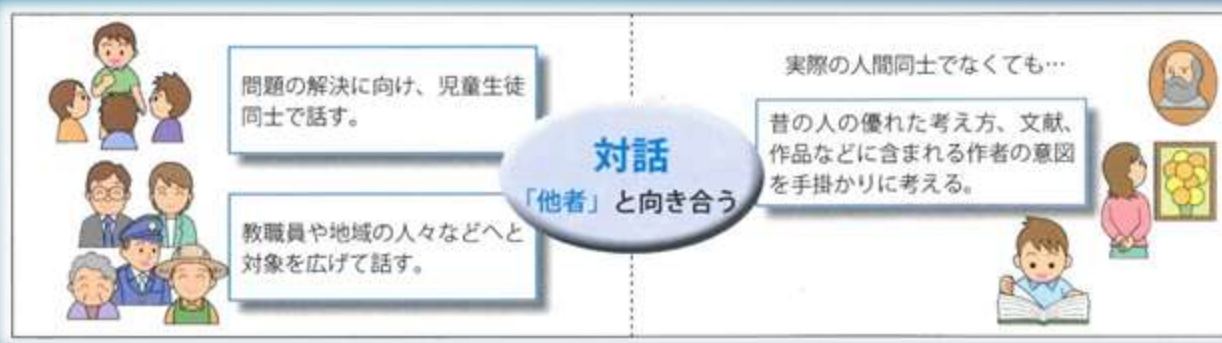 問題の解決に向け、児童生徒
同士で話す。
教職員や地域の人々などへと
対象を広げて話す。
対話
「他者」と向き合う
実際の人間同士でなくても…
昔の人の優れた考え方、文献、
作品などに含まれる作者の意図
を手掛かりに考える。